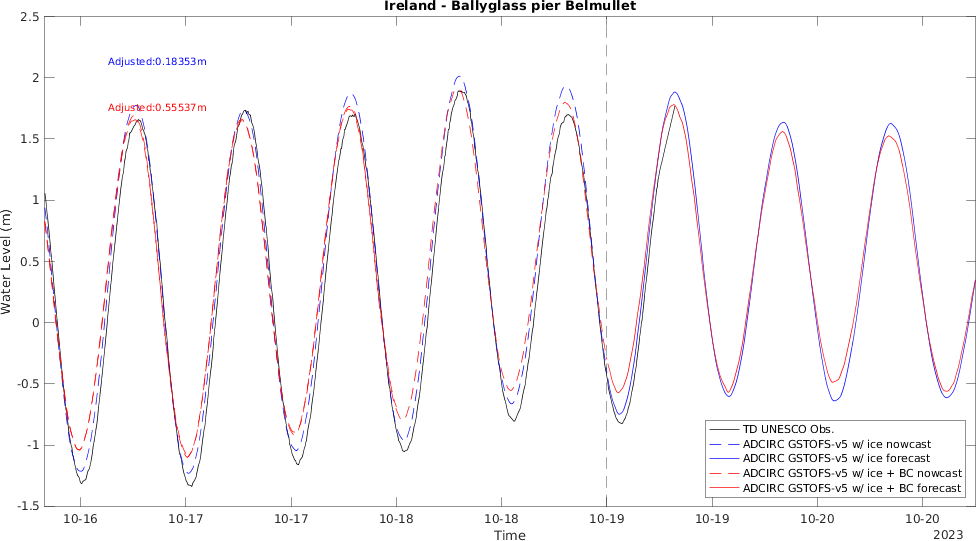 Ireland - Ballyglass pier Belmullet
2.5
2
1.5
1
0.5
0
-0.5
-1
-1.5
Water Level (m)
Adjusted:0.18353m
Adjusted:0.55537m
TD UNESCO Obs.
ADCIRC GSTOFS-v5 w/ ice nowcast
ADCIRC GSTOFS-v5 w/ ice forecast
ADCIRC GSTOFS-v5 w/ ice + BC nowcast
ADCIRC GSTOFS-v5 w/ ice + BC forecast
10-16 10-17 10-17 10-18 10-18 10-19 10-19 10-20 10-20
Time
2023